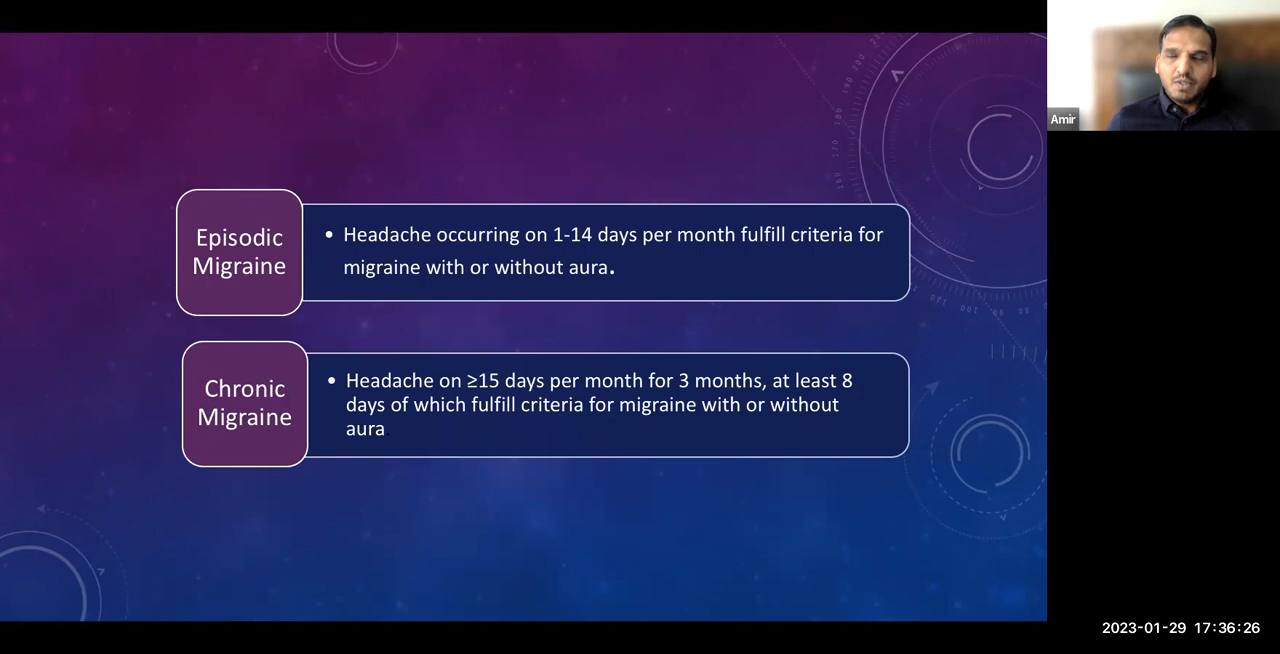 Episodic
Migraine
• Headache occurring on 1-14 days per month fulfill criteria for
migraine with or without aura.
Chronic
Migraine
• Headache on ≥15 days per month for 3 months, at least 8
days of which fulfill criteria for migraine with or without
aura
Amir
2023-01-29 17:36:26